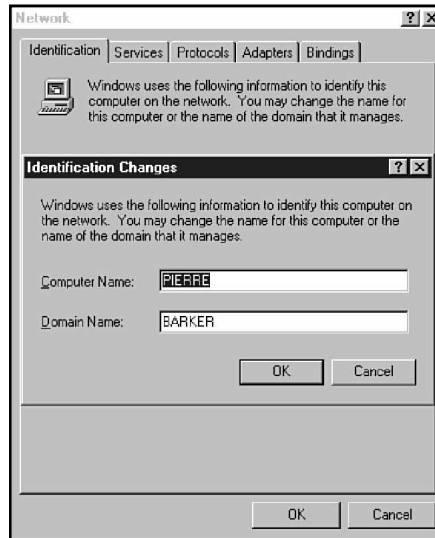 Network
Identification Services Protocols Adapters Bindings
Windows uses the following information to identify this
computer on the network. You may change the name for
this computer or the name of the domain that it manages.
Identification Changes
Windows uses the following information to identify this computer on
the network. You may change the name for this computer or the
name of the domain that it manages.
Computer Name: PIERRE
Domain Name: BARKER
OK Cancel
OK Cancel